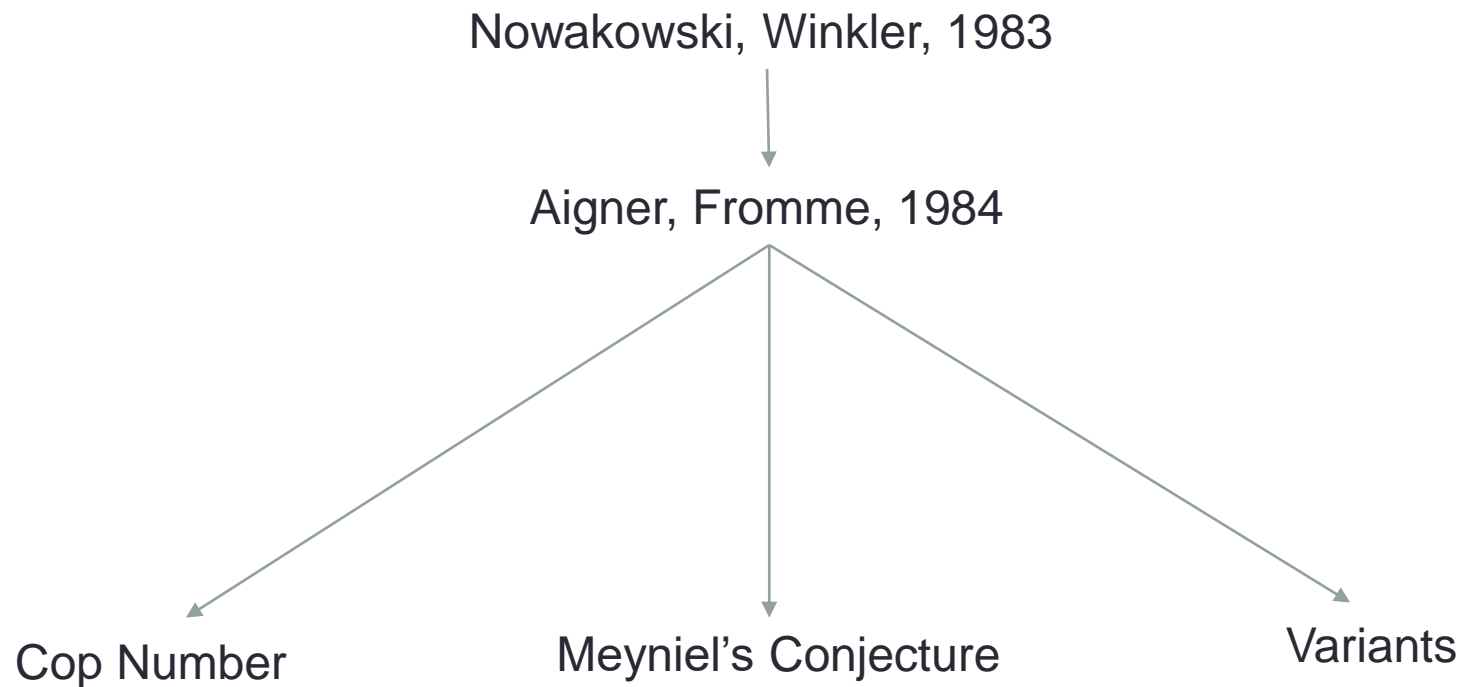 Nowakowski, Winkler, 1983
Aigner, Fromme, 1984
Cop Number
Meyniel’s Conjecture
Variants